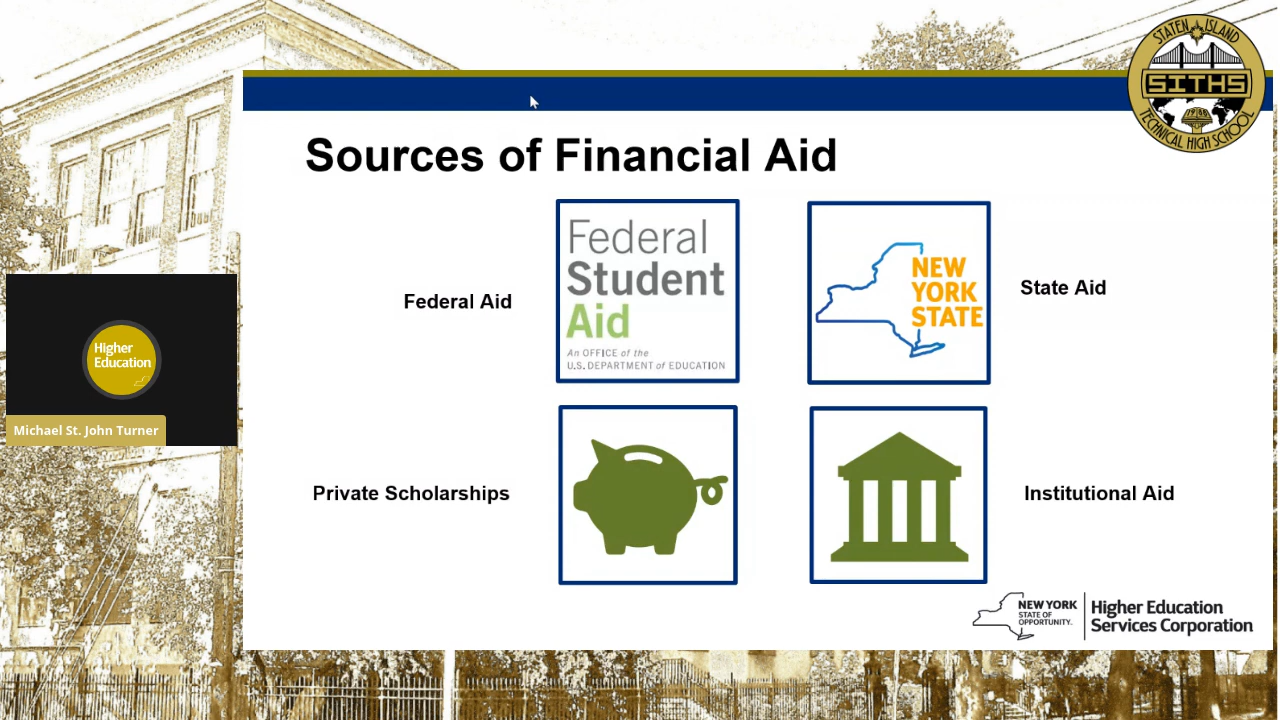 STATEN ISLAND
SITHS
TECHNICAL HIGH SCHOOL
Sources of Financial Aid
Federal Aid
Federal
Student
Aid
An OFFICE of the
U.S. DEPARTMENT of EDUCATION
NEW
YORK
STATE
State Aid
Higher
Education
Michael St. John Turner
Private Scholarships
Institutional Aid
NEW YORK
STATE OF
OPPORTUNITY.
Higher Education
Services Corporation